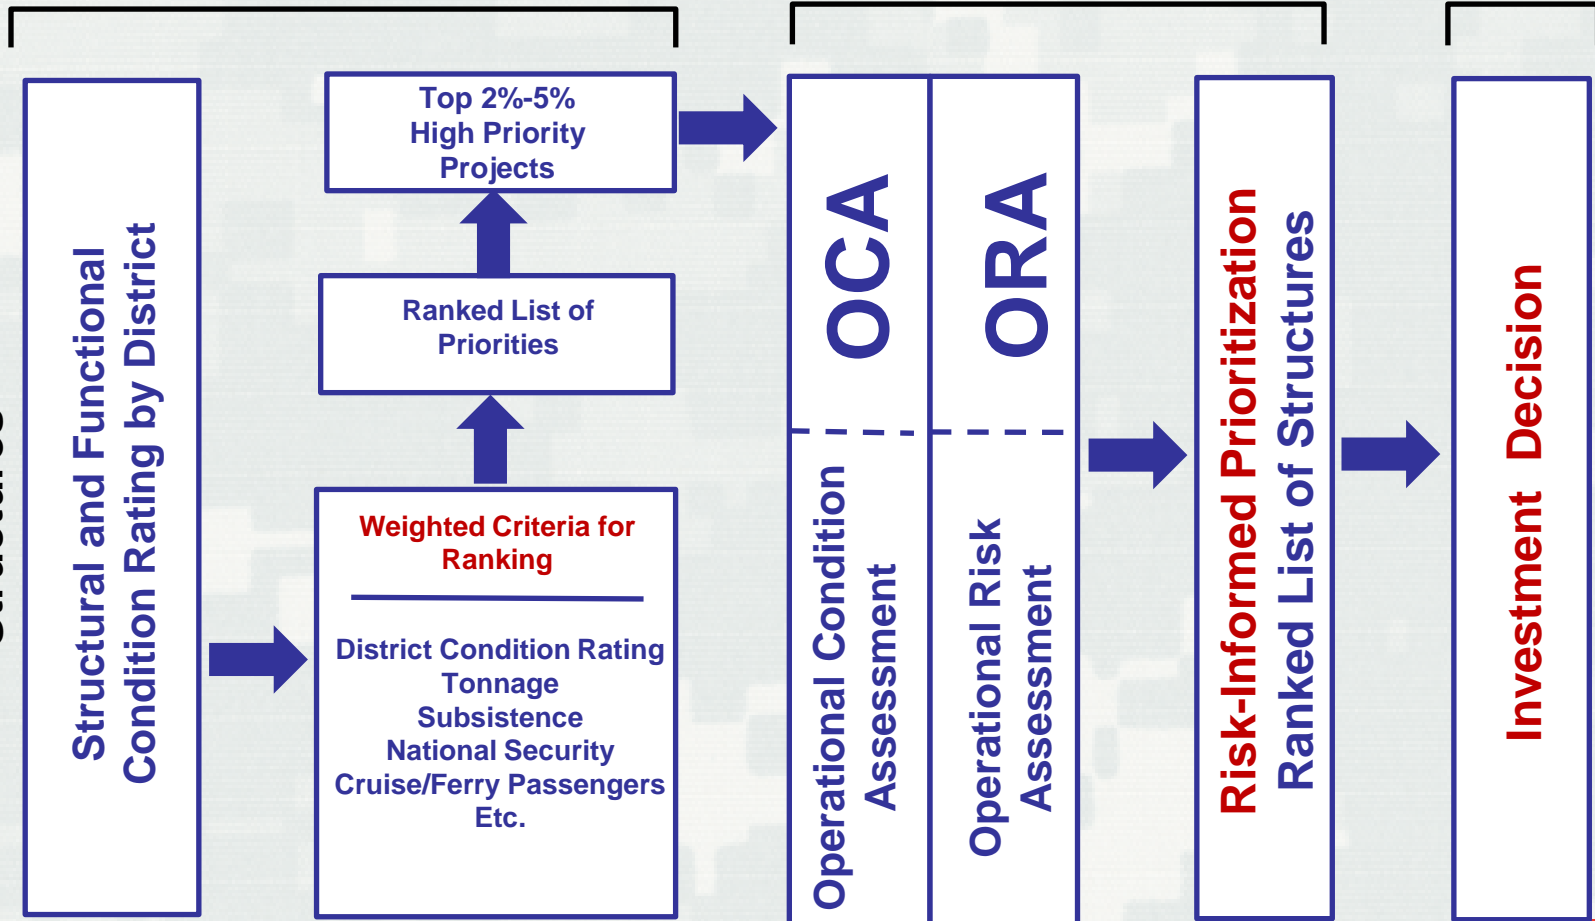 Structural and Functional
Condition Rating by District
Top 2%-5%
High Priority
Projects
Ranked List of
Priorities
Weighted Criteria for
Ranking
District Condition Rating
Tonnage
Subsistence
National Security
Cruise/Ferry Passengers
Etc.
OCA
Operational Condition
Assessment
ORA
Operational Risk
Assessment
Risk-Informed Prioritization
Ranked List of Structures
Investment Decision